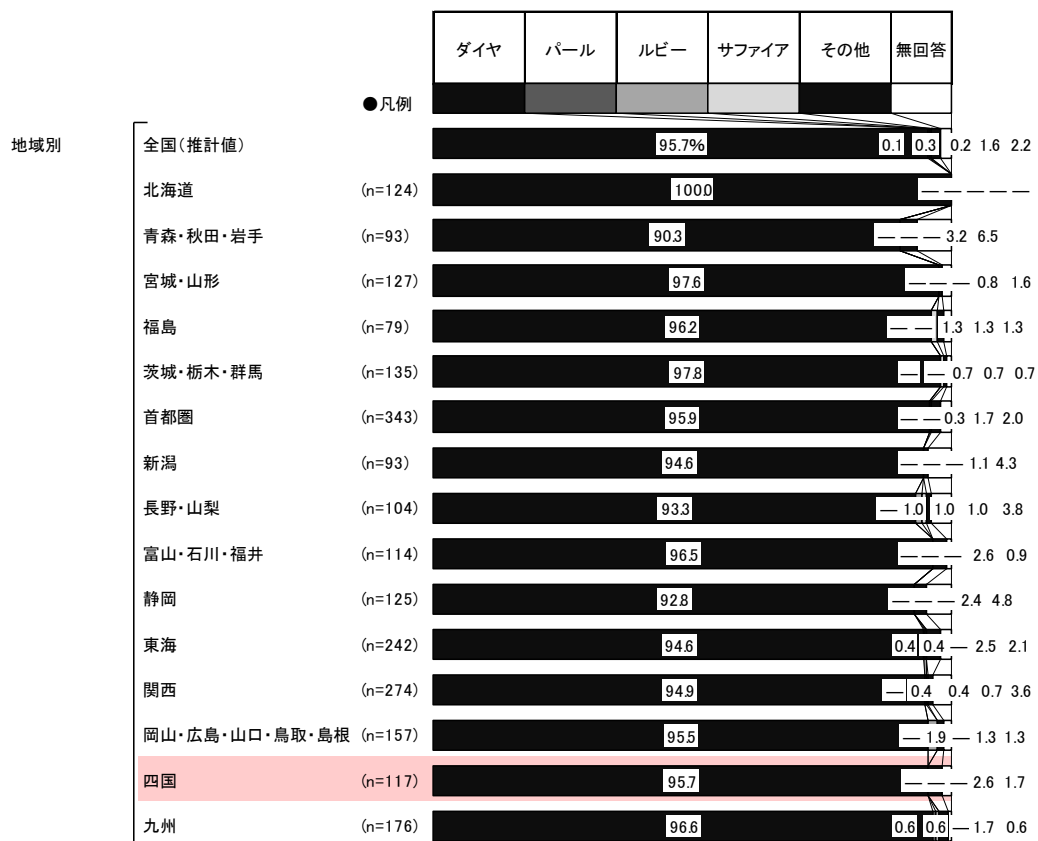 ダイヤ パール ルビー サファイア その他 無回答
●凡例
地域別 全国(推計値) 95.7% 0.1 0.3 0.2 1.6 2.2
北海道 (n=124) 100.0 — — — — —
青森・秋田・岩手 (n=93) 90.3 — — — 3.2 6.5
宮城・山形 (n=127) 97.6 — — — 0.8 1.6
福島 (n=79) 96.2 — — 1.3 1.3 1.3
茨城・栃木・群馬 (n=135) 97.8 — — 0.7 0.7 0.7
首都圏 (n=343) 95.9 — — 0.3 1.7 2.0
新潟 (n=93) 94.6 — — — 1.1 4.3
長野・山梨 (n=104) 93.3 — 1.0 1.0 1.0 3.8
富山・石川・福井 (n=114) 96.5 — — — 2.6 0.9
静岡 (n=125) 92.8 — — — 2.4 4.8
東海 (n=242) 94.6 0.4 0.4 — 2.5 2.1
関西 (n=274) 94.9 — 0.4 0.4 0.7 3.6
岡山・広島・山口・鳥取・島根 (n=157) 95.5 — 1.9 — 1.3 1.3
四国 (n=117) 95.7 — — — 2.6 1.7
九州 (n=176) 96.6 0.6 0.6 — 1.7 0.6